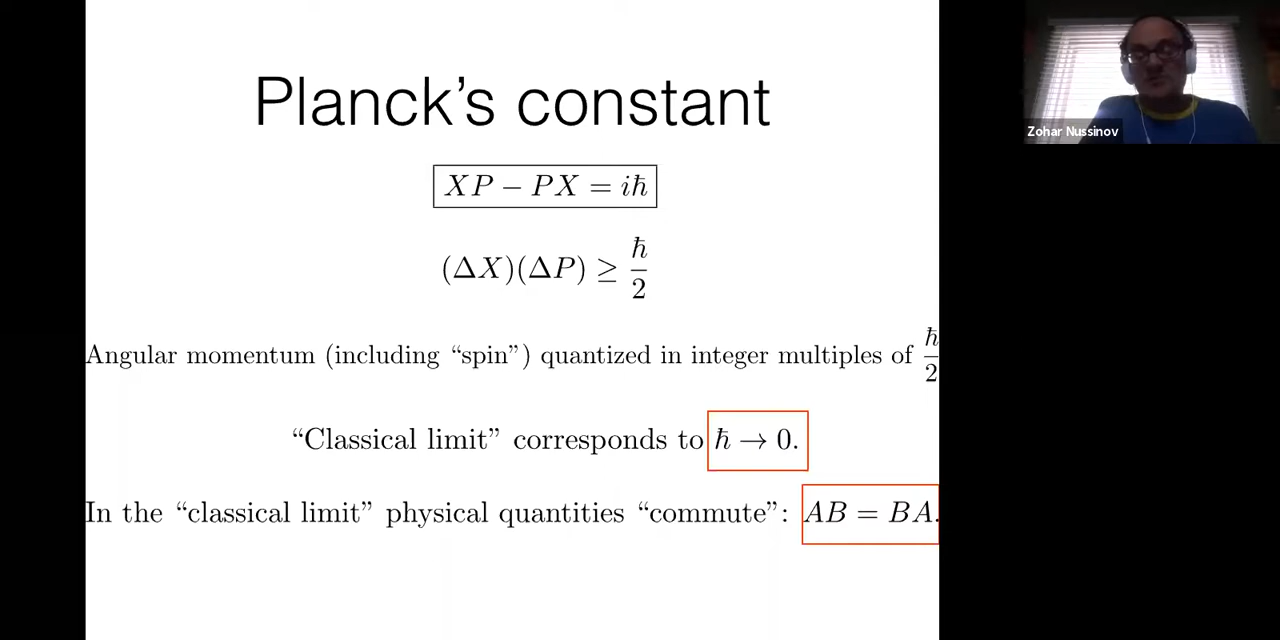 Planck’s constant
XP − PX = iℏ
(ΔX)(ΔP) ≥ ℏ/2
Angular momentum (including “spin”) quantized in integer multiples of ℏ/2
“Classical limit” corresponds to ℏ → 0.
In the “classical limit” physical quantities “commute”: AB = BA.
Zohar Nussinov